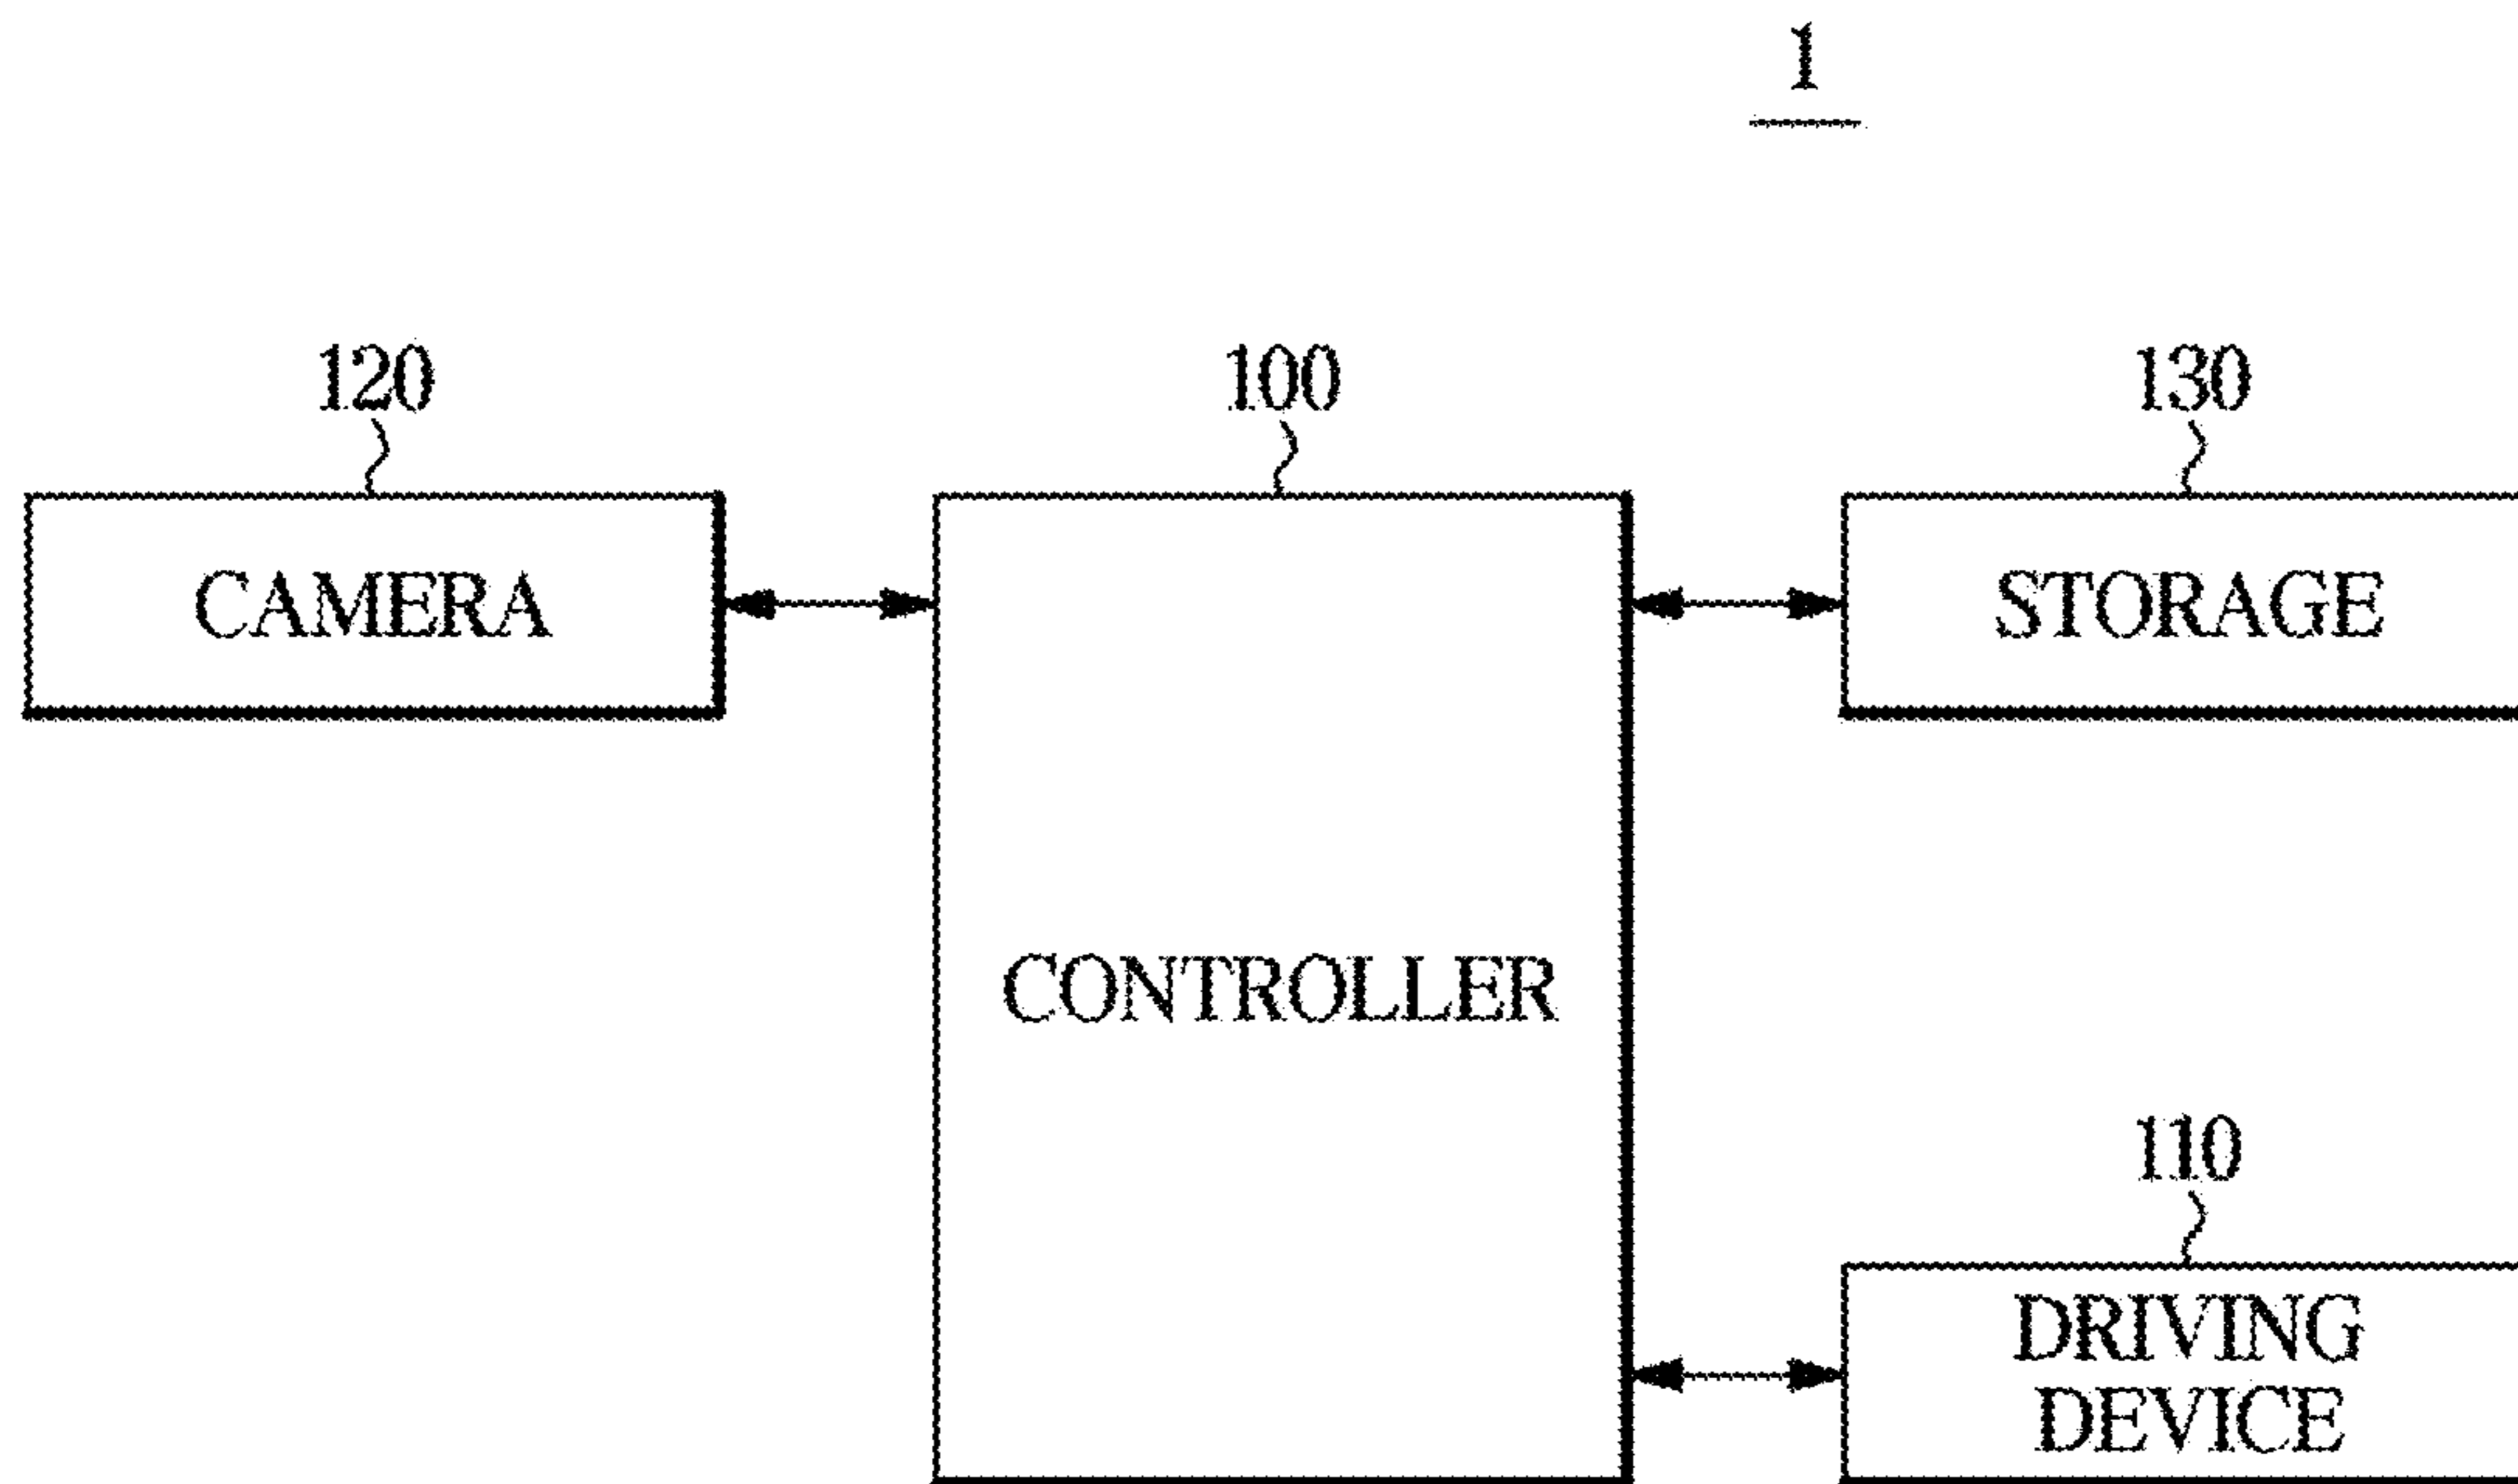 1
120
100
130
CAMERA
STORAGE
CONTROLLER
110
DRIVING
DEVICE